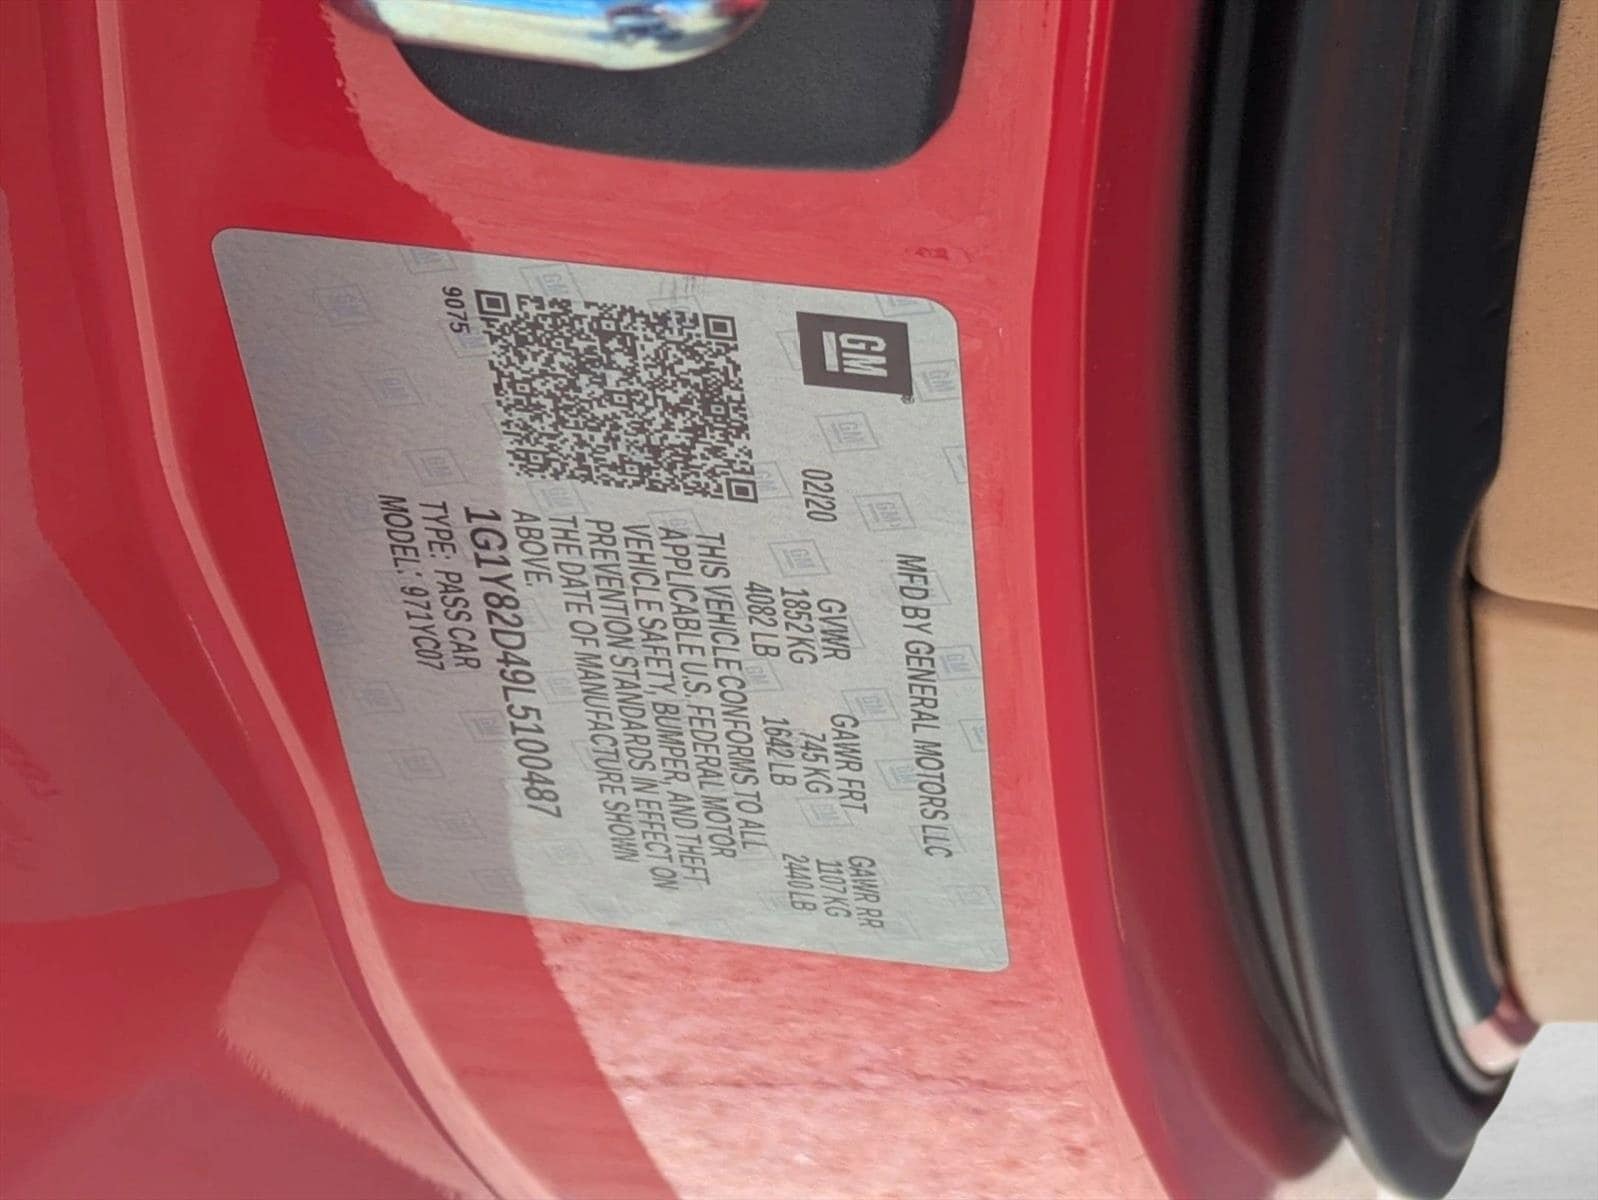 GM
MFD BY GENERAL MOTORS LLC
02/20
GVWR GAWR FRT GAWR RR
1852 KG 745 KG 1107 KG
4082 LB 1642 LB 2440 LB
THIS VEHICLE CONFORMS TO ALL
APPLICABLE U.S. FEDERAL MOTOR
VEHICLE SAFETY, BUMPER, AND THEFT
PREVENTION STANDARDS IN EFFECT ON
THE DATE OF MANUFACTURE SHOWN
ABOVE.
1G1Y82D49L5100487
TYPE: PASS CAR
MODEL: 971YC07
9075